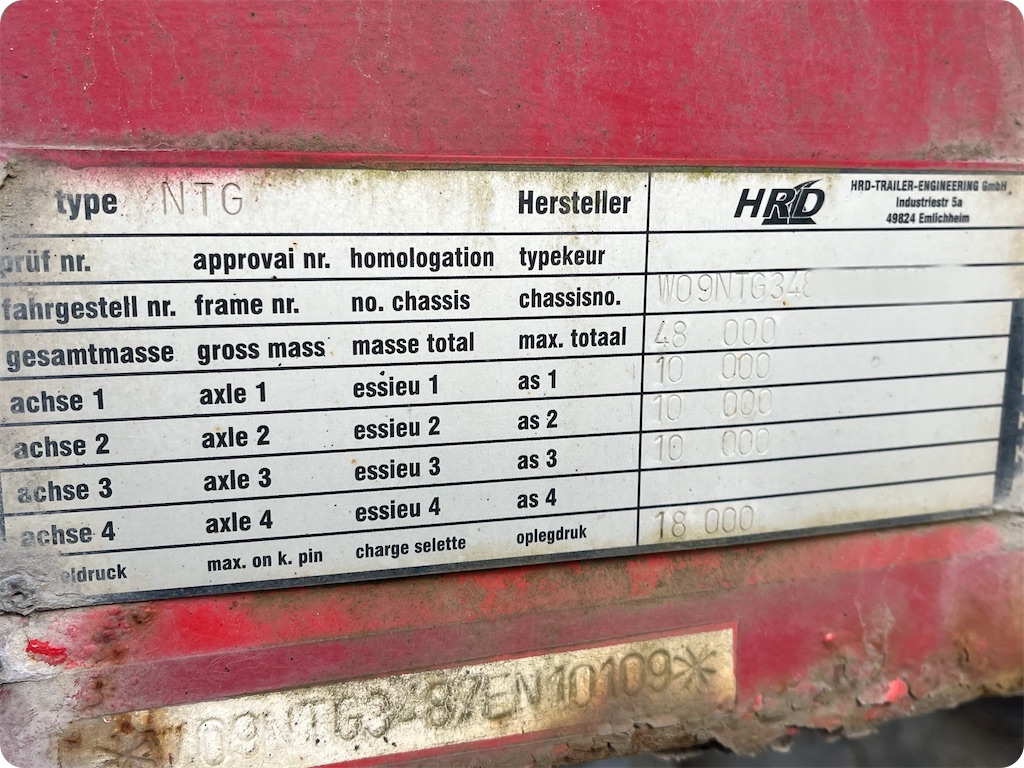 type NTG Hersteller HRD HRD-TRAILER-ENGINEERING GmbH
Industriestr 5a
49824 Emlichheim
prüf nr. approvai nr. homologation typekeur
fahrgestell nr. frame nr. no. chassis chassisno. W09NTG348
gesamtmasse gross mass masse total max. totaal 48 000
achse 1 axle 1 essieu 1 as 1 10 000
achse 2 axle 2 essieu 2 as 2 10 000
achse 3 axle 3 essieu 3 as 3 10 000
achse 4 axle 4 essieu 4 as 4
eldruck max. on k. pin charge selette oplegdruk 18 000
*W09NTG3487EN10109*